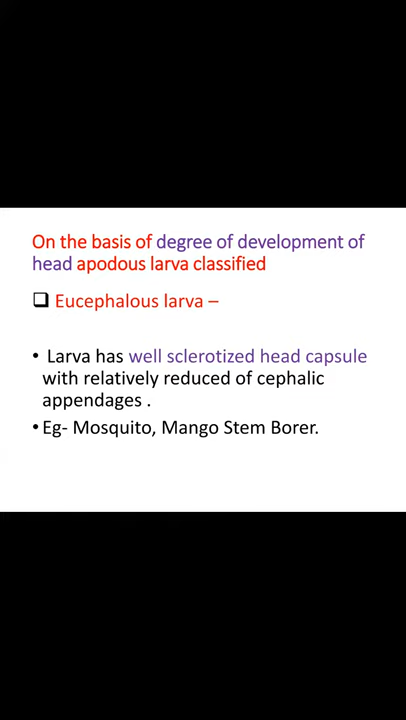 On the basis of degree of development of
head apodous larva classified
❑ Eucephalous larva –
• Larva has well sclerotized head capsule
with relatively reduced of cephalic
appendages .
• Eg- Mosquito, Mango Stem Borer.